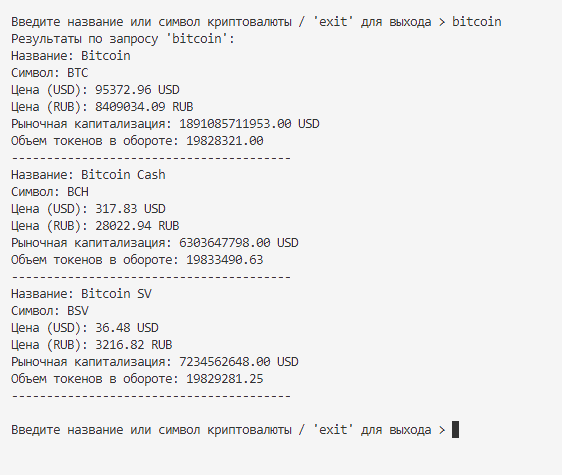 Введите название или символ криптовалюты / 'exit' для выхода > bitcoin
Результаты по запросу 'bitcoin':
Название: Bitcoin
Символ: BTC
Цена (USD): 95372.96 USD
Цена (RUB): 8409034.09 RUB
Рыночная капитализация: 1891085711953.00 USD
Объем токенов в обороте: 19828321.00
----------------------------------------
Название: Bitcoin Cash
Символ: BCH
Цена (USD): 317.83 USD
Цена (RUB): 28022.94 RUB
Рыночная капитализация: 6303647798.00 USD
Объем токенов в обороте: 19833490.63
----------------------------------------
Название: Bitcoin SV
Символ: BSV
Цена (USD): 36.48 USD
Цена (RUB): 3216.82 RUB
Рыночная капитализация: 7234562648.00 USD
Объем токенов в обороте: 19829281.25
----------------------------------------
Введите название или символ криптовалюты / 'exit' для выхода >